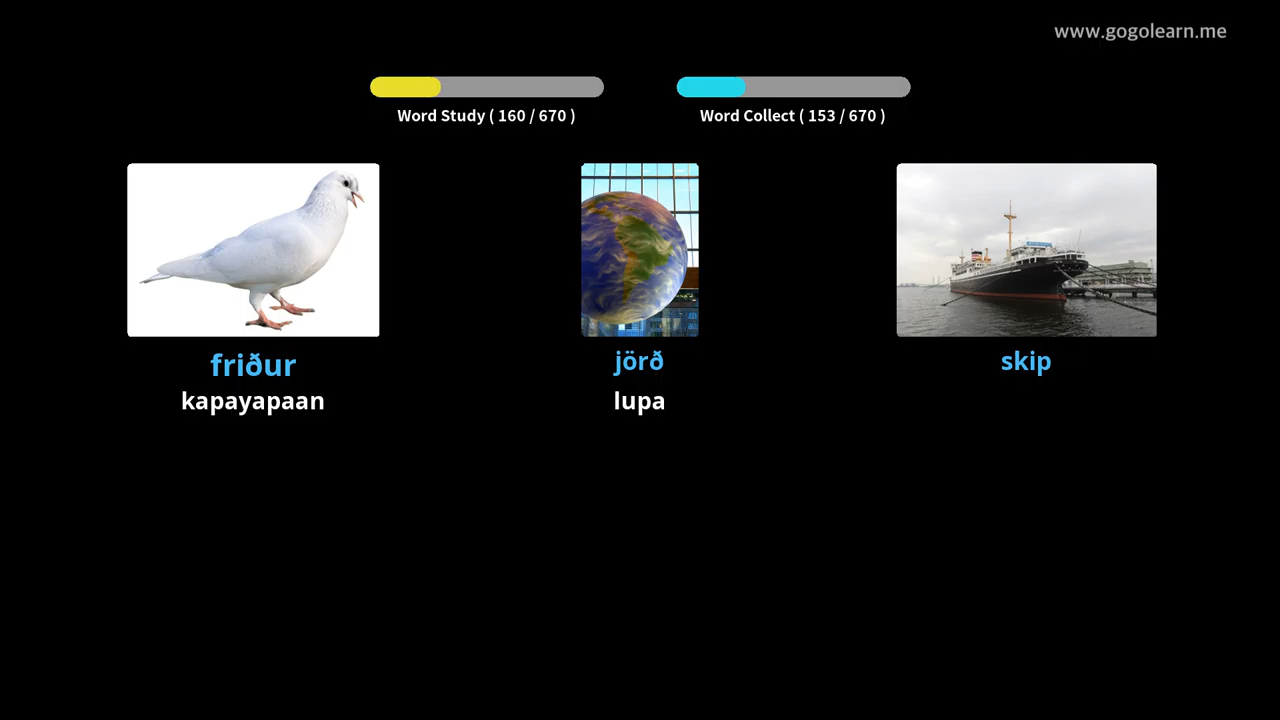 www.gogolearn.me
Word Study ( 160 / 670 )
Word Collect ( 153 / 670 )
friður
jörð
skip
kapayapaan
lupa